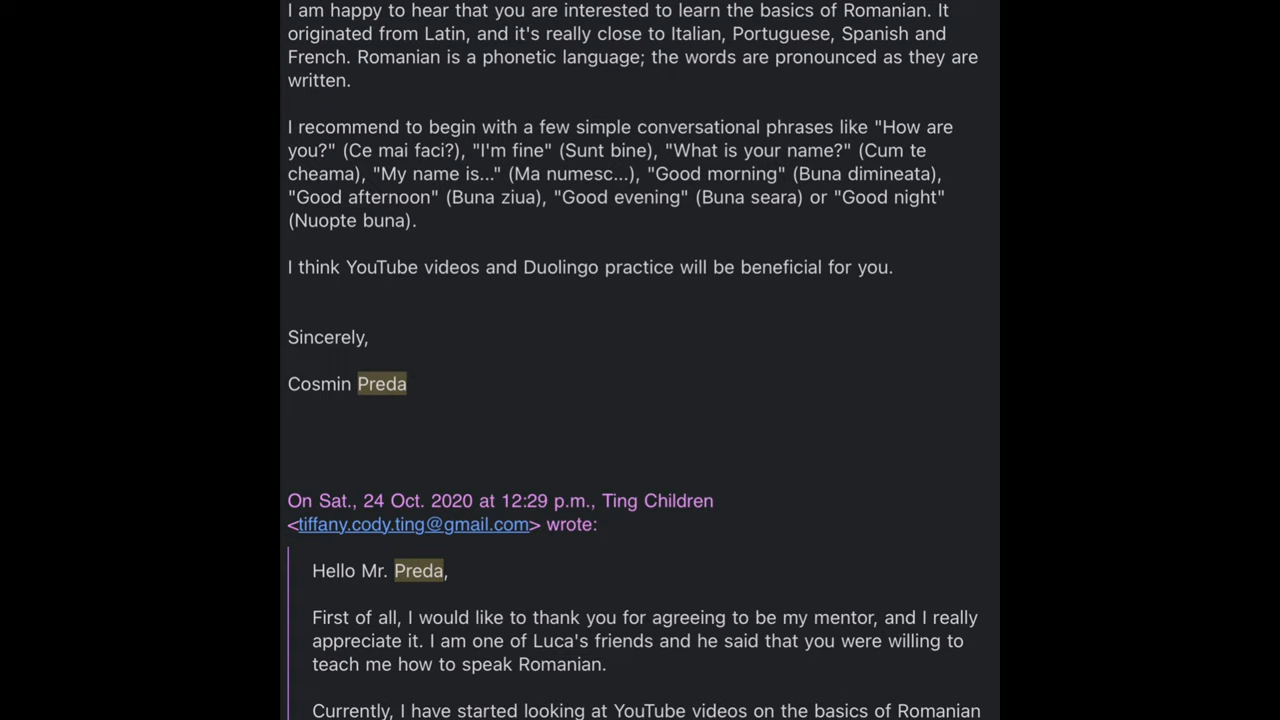 I am happy to hear that you are interested to learn the basics of Romanian. It
originated from Latin, and it's really close to Italian, Portuguese, Spanish and
French. Romanian is a phonetic language; the words are pronounced as they are
written.
I recommend to begin with a few simple conversational phrases like "How are
you?" (Ce mai faci?), "I'm fine" (Sunt bine), "What is your name?" (Cum te
cheama), "My name is..." (Ma numesc...), "Good morning" (Buna dimineata),
"Good afternoon" (Buna ziua), "Good evening" (Buna seara) or "Good night"
(Nuopte buna).
I think YouTube videos and Duolingo practice will be beneficial for you.
Sincerely,
Cosmin Preda
On Sat., 24 Oct. 2020 at 12:29 p.m., Ting Children
<tiffany.cody.ting@gmail.com> wrote:
Hello Mr. Preda,
First of all, I would like to thank you for agreeing to be my mentor, and I really
appreciate it. I am one of Luca's friends and he said that you were willing to
teach me how to speak Romanian.
Currently, I have started looking at YouTube videos on the basics of Romanian